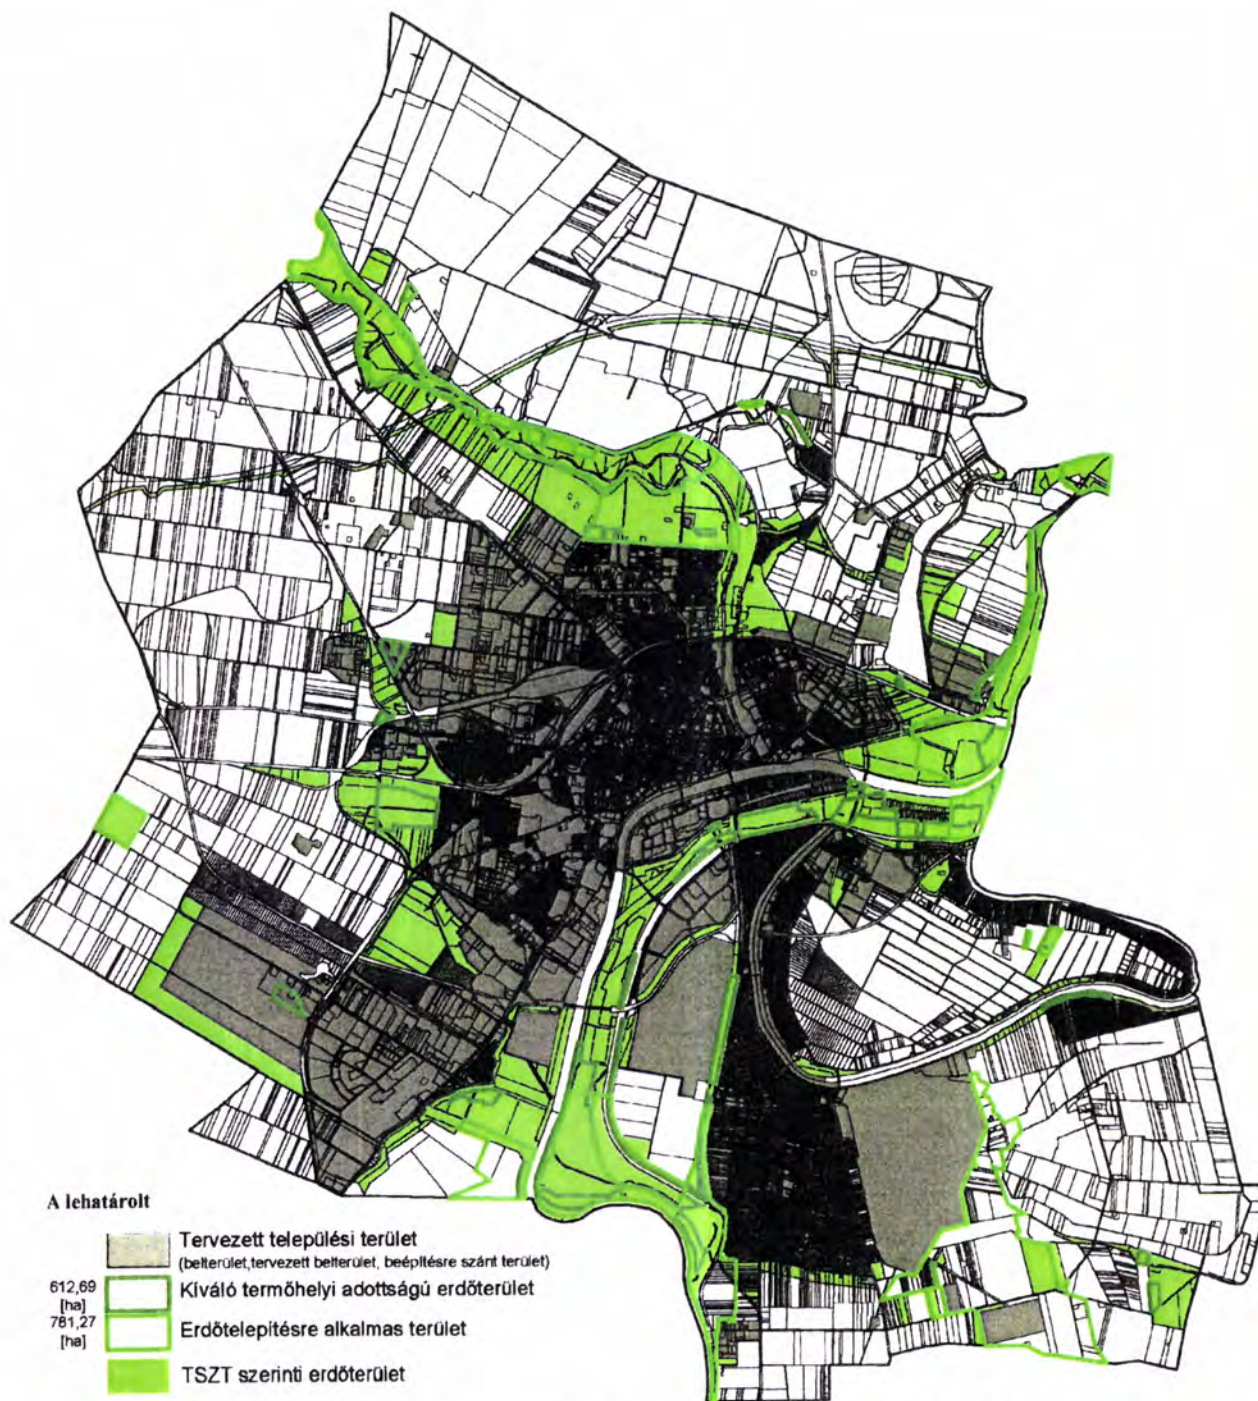 A lehatárolt
Tervezett települési terület
(belterület,tervezett belterület, beépítésre szánt terület)
612,69
[ha]
Kíváló termőhelyi adottságú erdőterület
781,27
[ha]
Erdőtelepítésre alkalmas terület
TSZT szerinti erdőterület